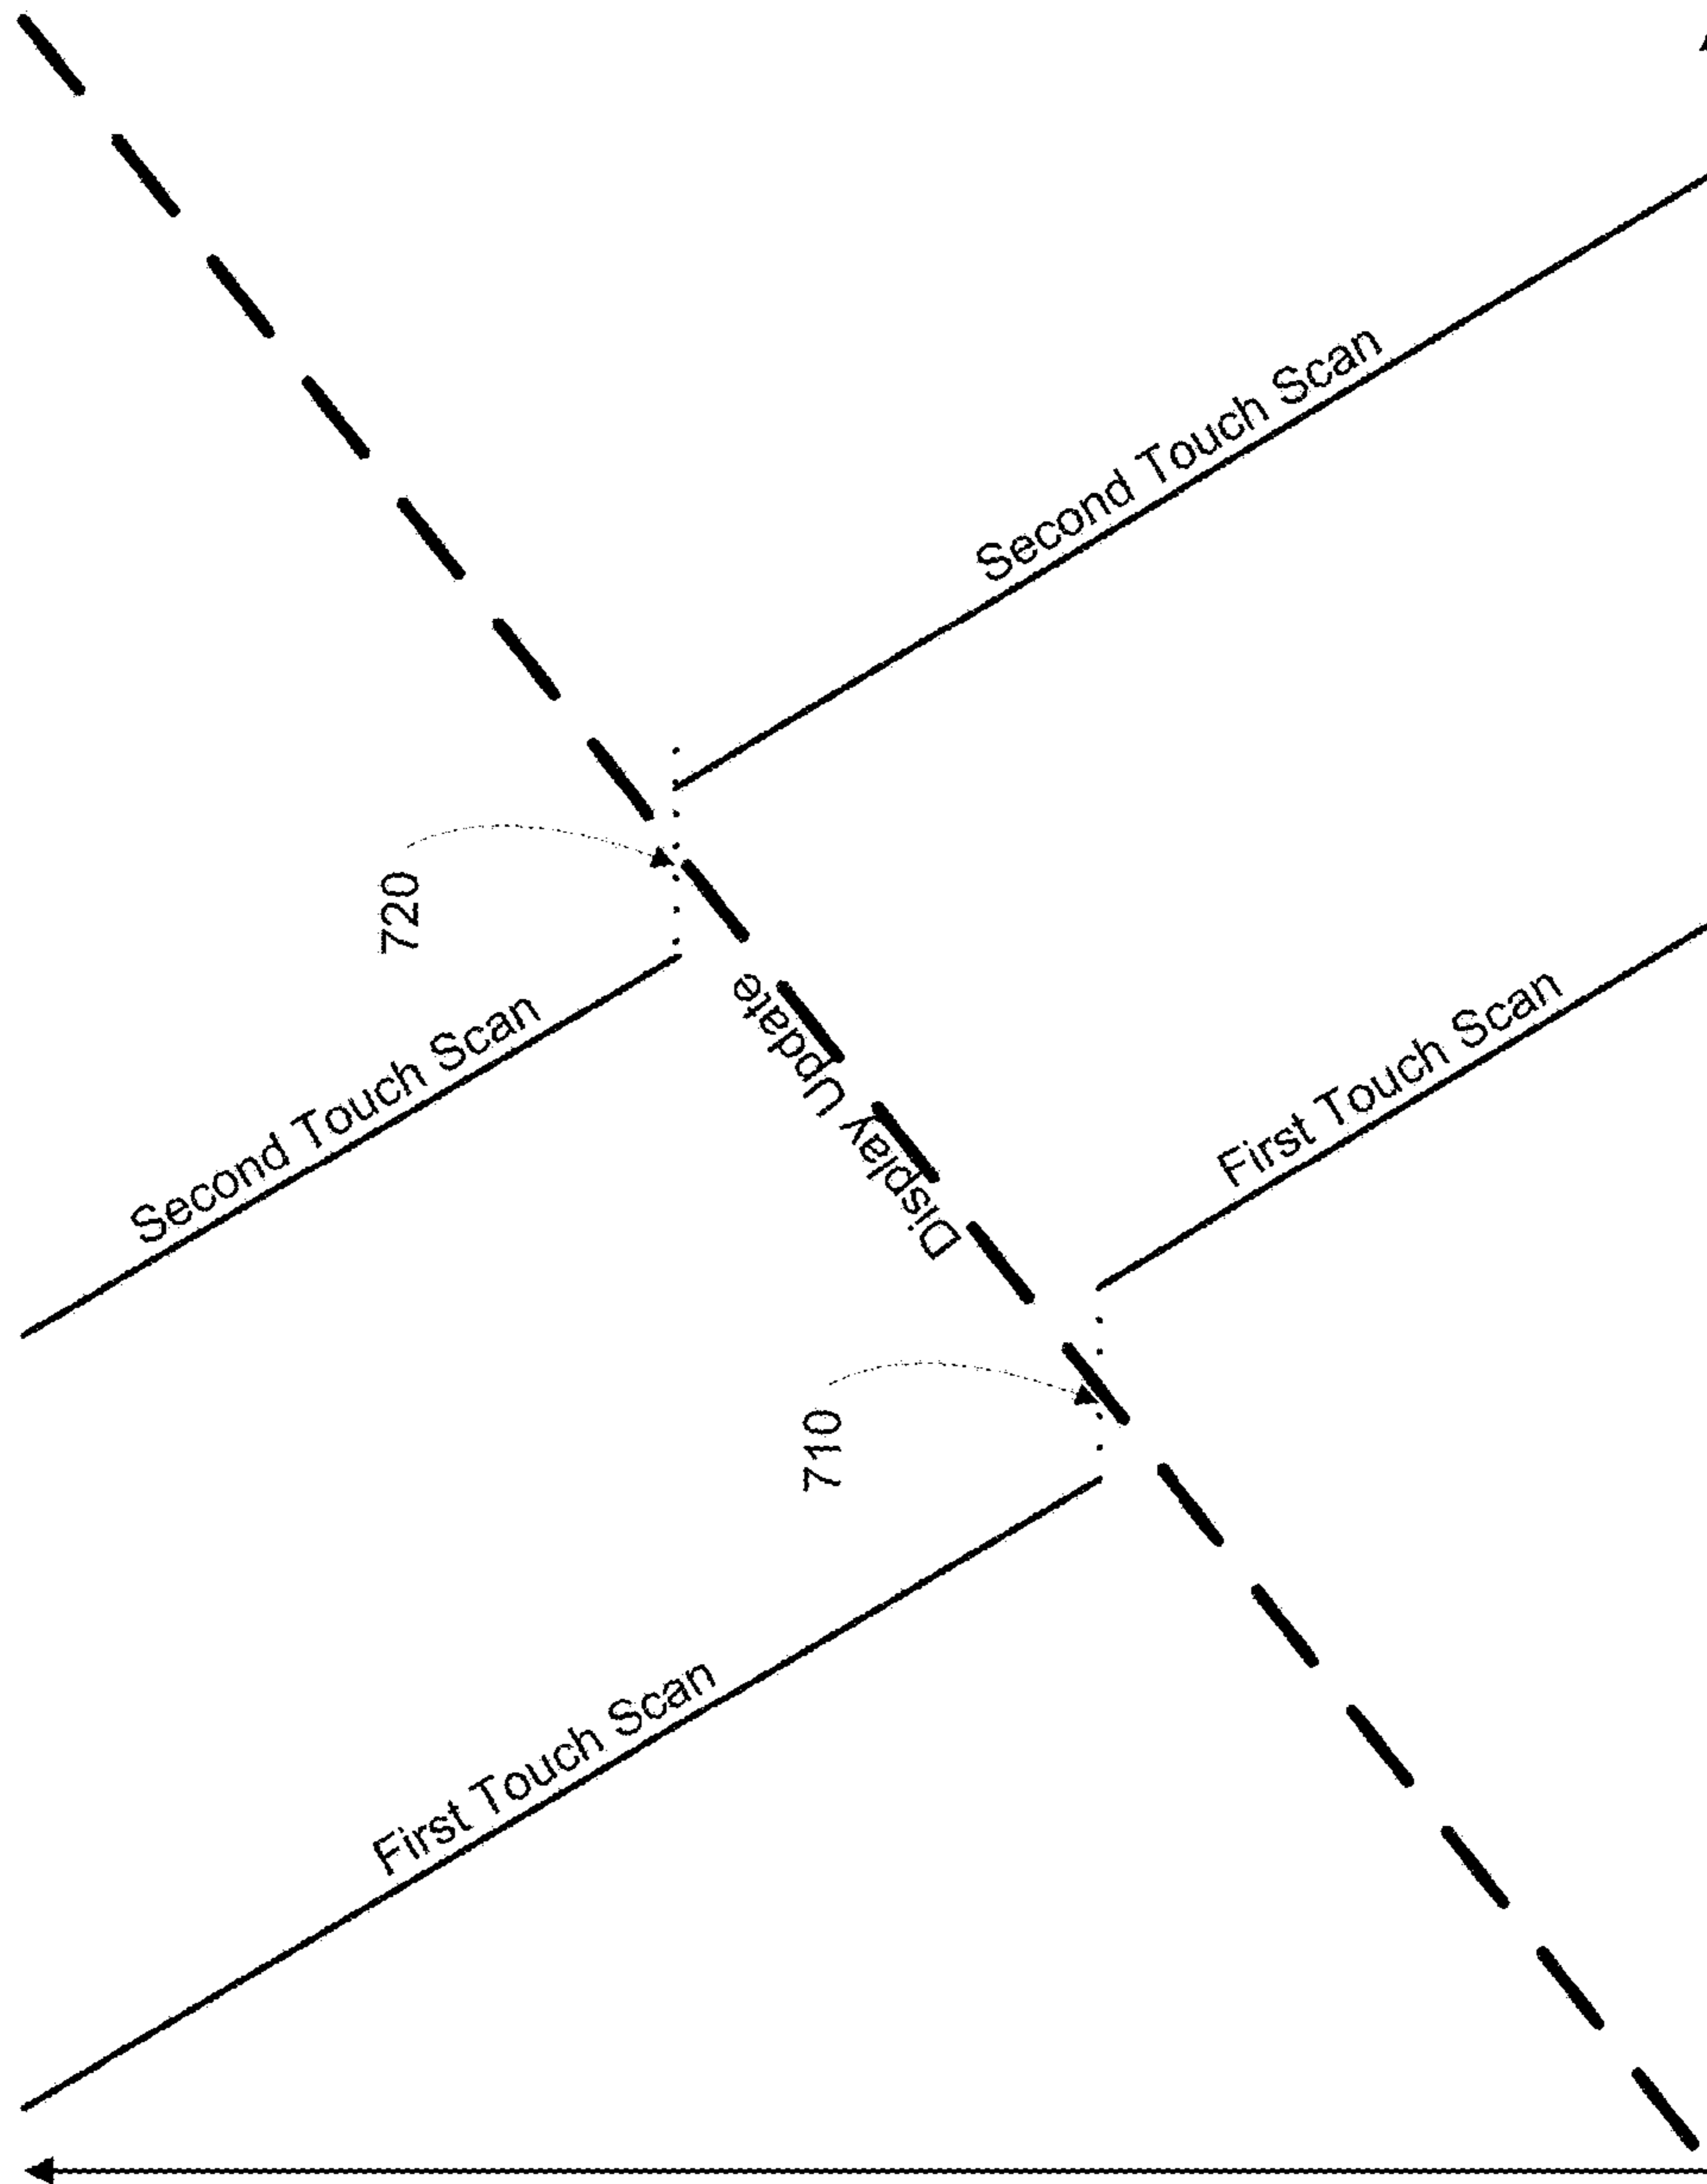 Second Touch Scan
720
Second Touch Scan
Display Update
First Touch Scan
710
First Touch Scan